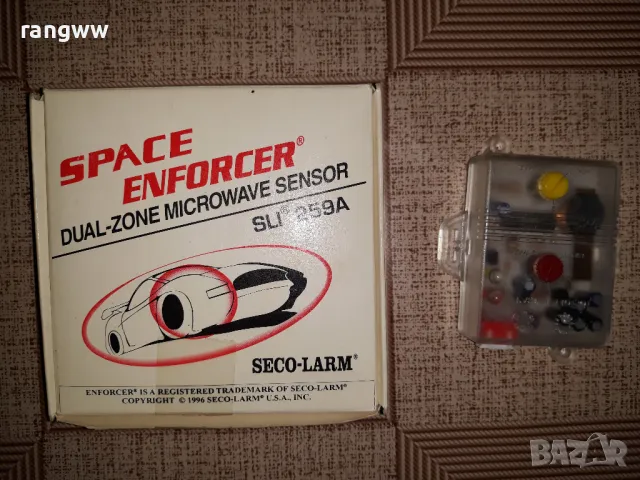 rangww
SPACE
ENFORCER®
DUAL-ZONE MICROWAVE SENSOR
SLI® 259A
SECO-LARM®
ENFORCER® IS A REGISTERED TRADEMARK OF SECO-LARM®
COPYRIGHT © 1996 SECO-LARM® U.S.A., INC.
BAZAR